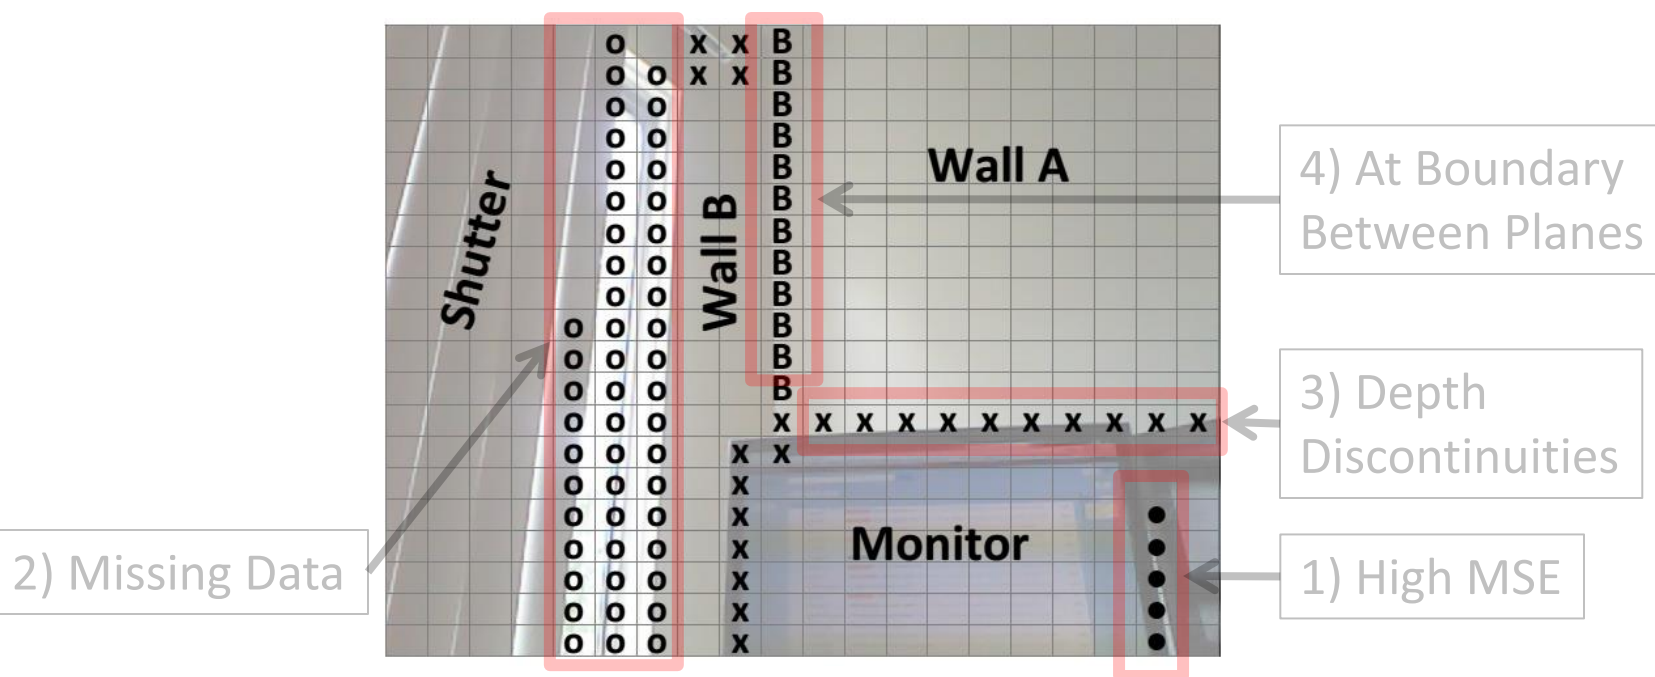 o x x B
o o x x B
o o B
o o B
o o B
o o B
o o B
o o B
o o B
o o o B
o o o B
o o o B
o o o x x x x x x x x x x x
o o o x x
o o o x
o o o x ●
o o o x ●
o o o x ●
o o o x ●
o o o x ●
Shutter
Wall B
Wall A
Monitor
4) At Boundary
Between Planes
3) Depth
Discontinuities
2) Missing Data
1) High MSE